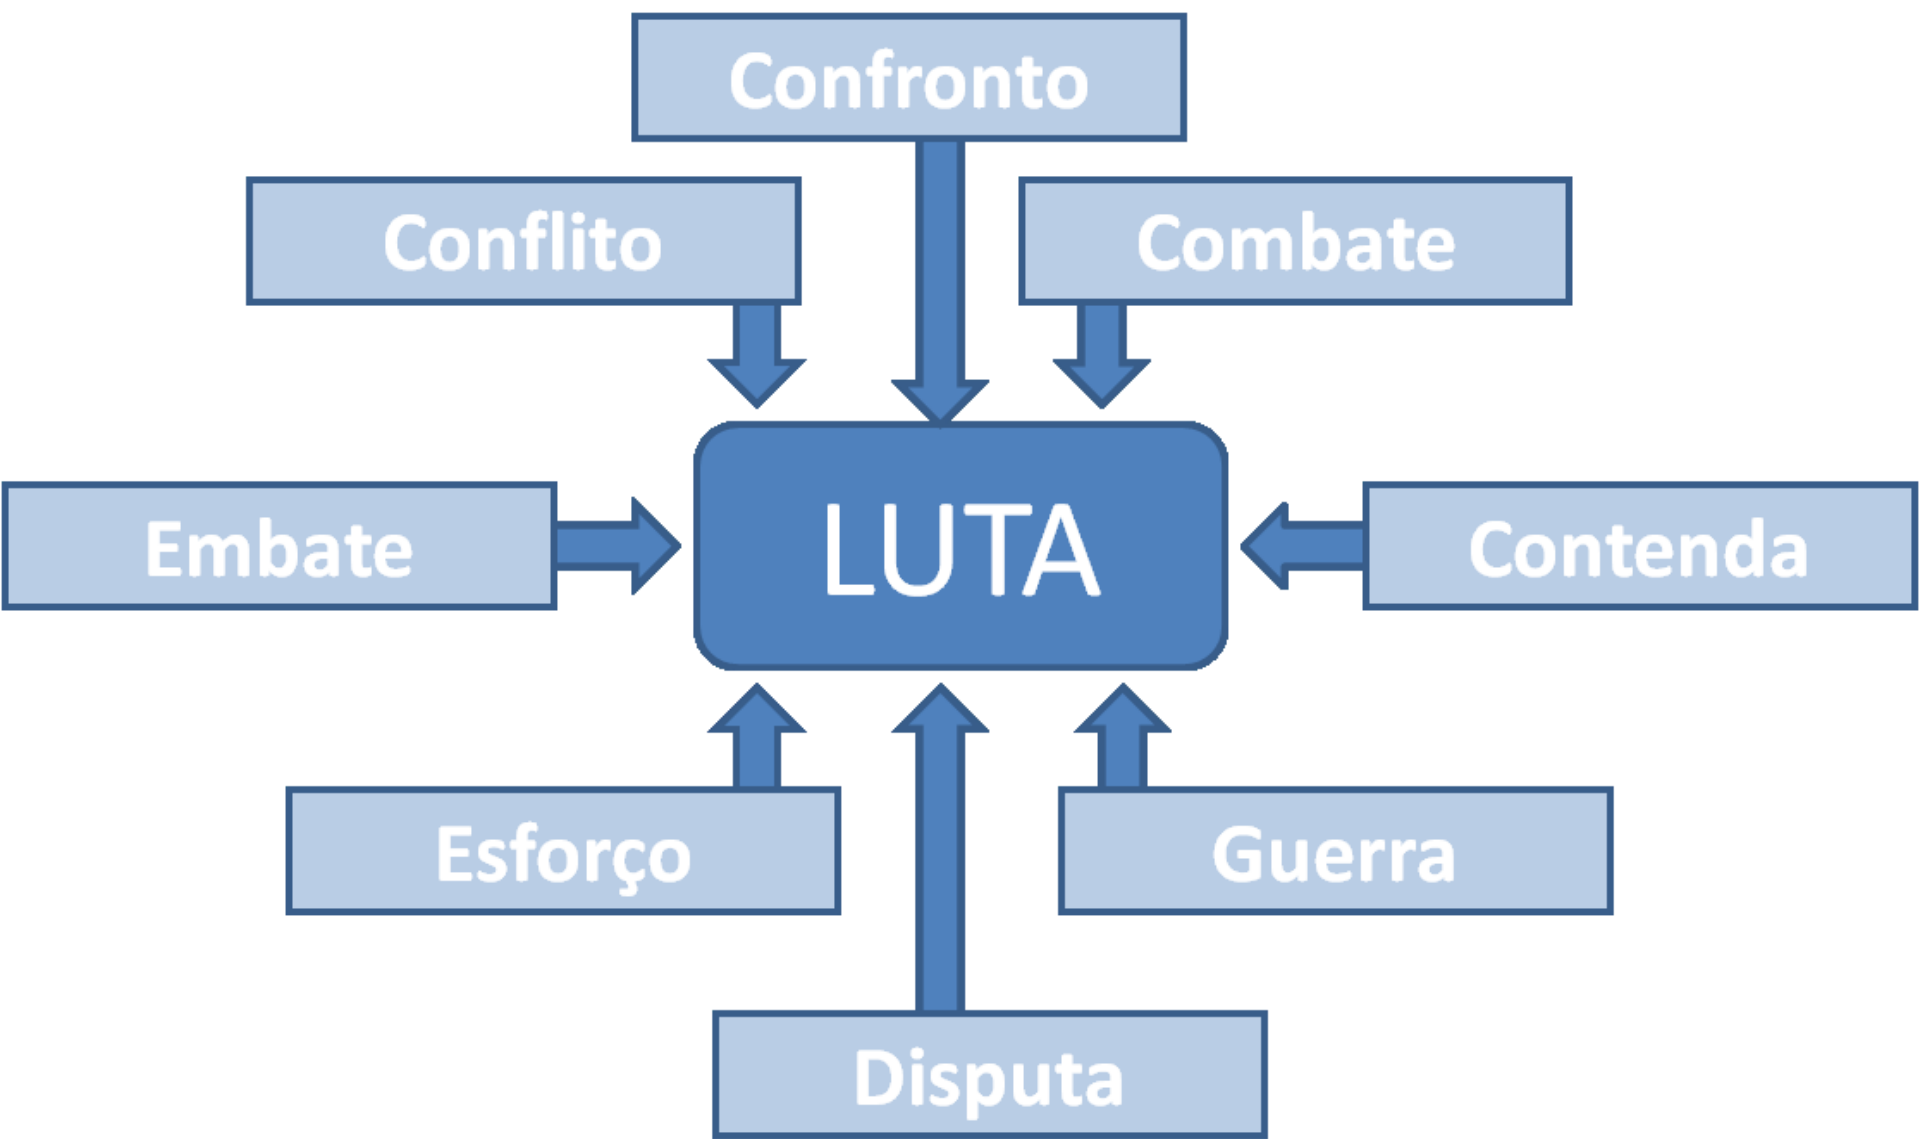 Confronto
Conflito
Combate
Embate
LUTA
Contenda
Esforço
Guerra
Disputa